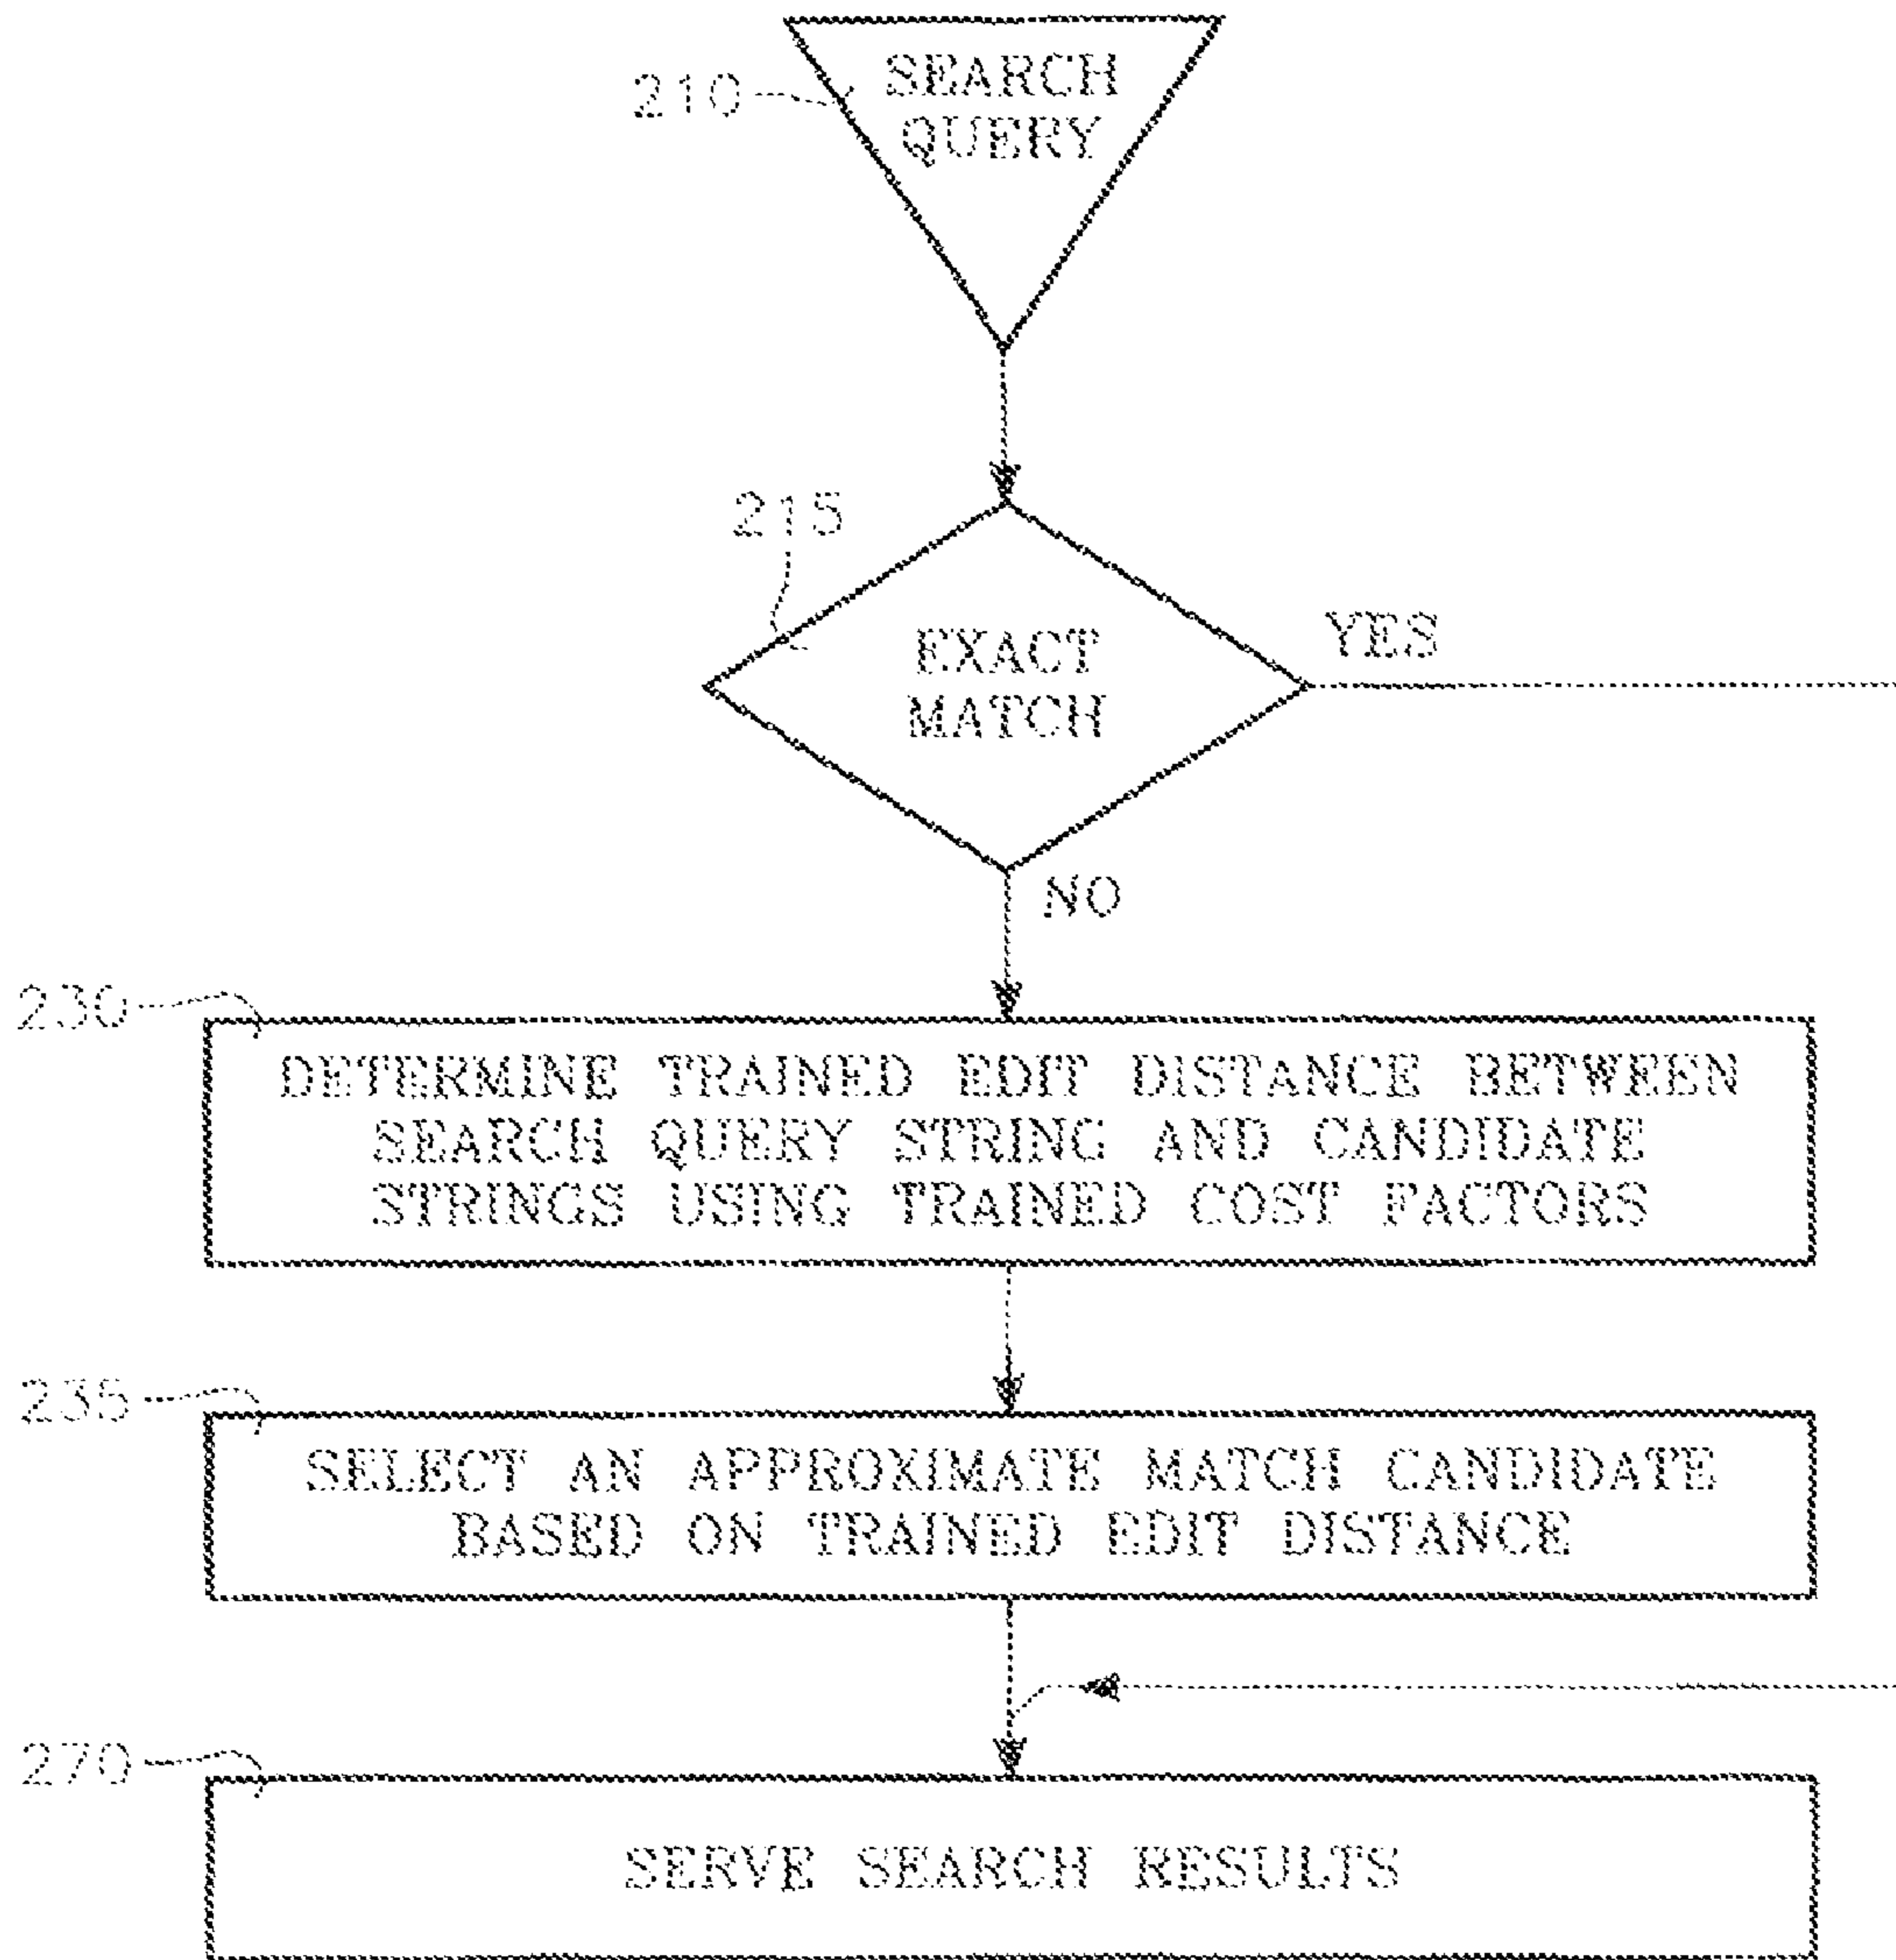 210
SEARCH
QUERY
215
EXACT
MATCH
YES
NO
230
DETERMINE TRAINED EDIT DISTANCE BETWEEN
SEARCH QUERY STRING AND CANDIDATE
STRINGS USING TRAINED COST FACTORS
235
SELECT AN APPROXIMATE MATCH CANDIDATE
BASED ON TRAINED EDIT DISTANCE
270
SERVE SEARCH RESULTS